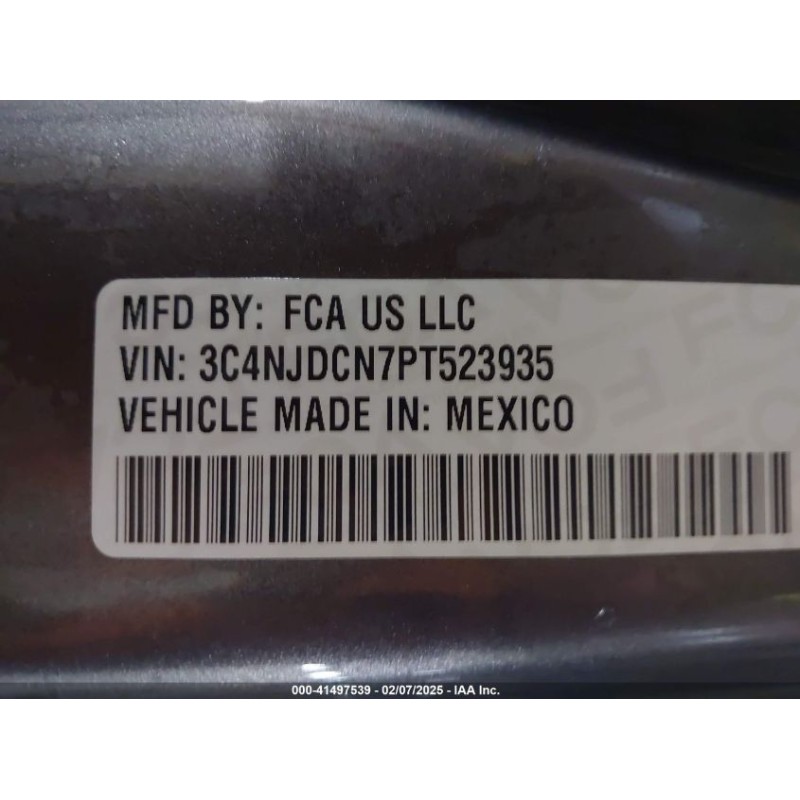 MFD BY: FCA US LLC
VIN: 3C4NJDCN7PT523935
VEHICLE MADE IN: MEXICO
000-41497539 - 02/07/2025 - IAA Inc.